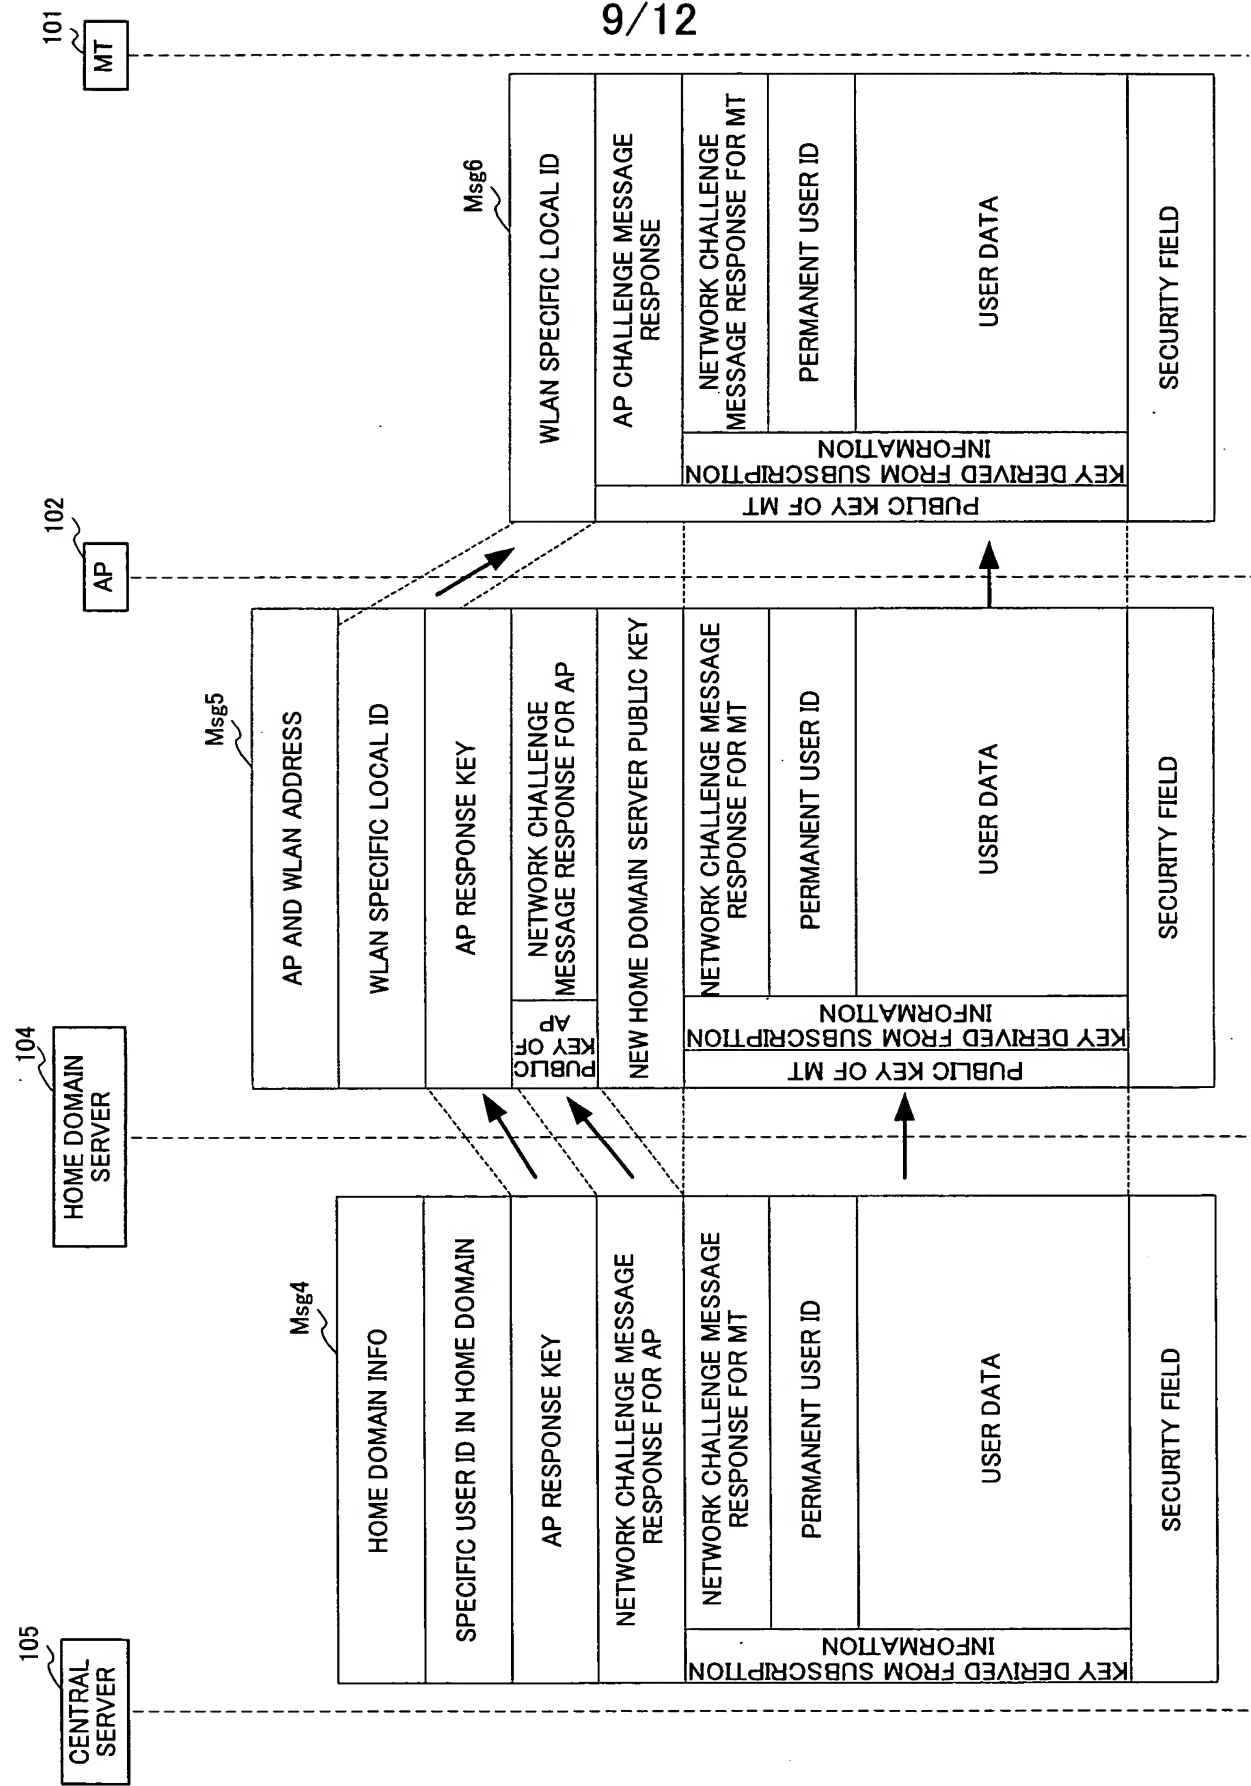 9/12
105
CENTRAL
SERVER
104
HOME DOMAIN
SERVER
102
AP
101
MT
Msg4
HOME DOMAIN INFO
SPECIFIC USER ID IN HOME DOMAIN
AP RESPONSE KEY
NETWORK CHALLENGE MESSAGE
RESPONSE FOR AP
KEY DERIVED FROM SUBSCRIPTION
INFORMATION
NETWORK CHALLENGE MESSAGE
RESPONSE FOR MT
PERMANENT USER ID
USER DATA
SECURITY FIELD
Msg5
AP AND WLAN ADDRESS
WLAN SPECIFIC LOCAL ID
AP RESPONSE KEY
PUBLIC
KEY OF
AP
NETWORK CHALLENGE
MESSAGE RESPONSE FOR AP
NEW HOME DOMAIN SERVER PUBLIC KEY
PUBLIC KEY OF MT
KEY DERIVED FROM SUBSCRIPTION
INFORMATION
NETWORK CHALLENGE MESSAGE
RESPONSE FOR MT
PERMANENT USER ID
USER DATA
SECURITY FIELD
Msg6
WLAN SPECIFIC LOCAL ID
AP CHALLENGE MESSAGE
RESPONSE
PUBLIC KEY OF MT
KEY DERIVED FROM SUBSCRIPTION
INFORMATION
NETWORK CHALLENGE
MESSAGE RESPONSE FOR MT
PERMANENT USER ID
USER DATA
SECURITY FIELD